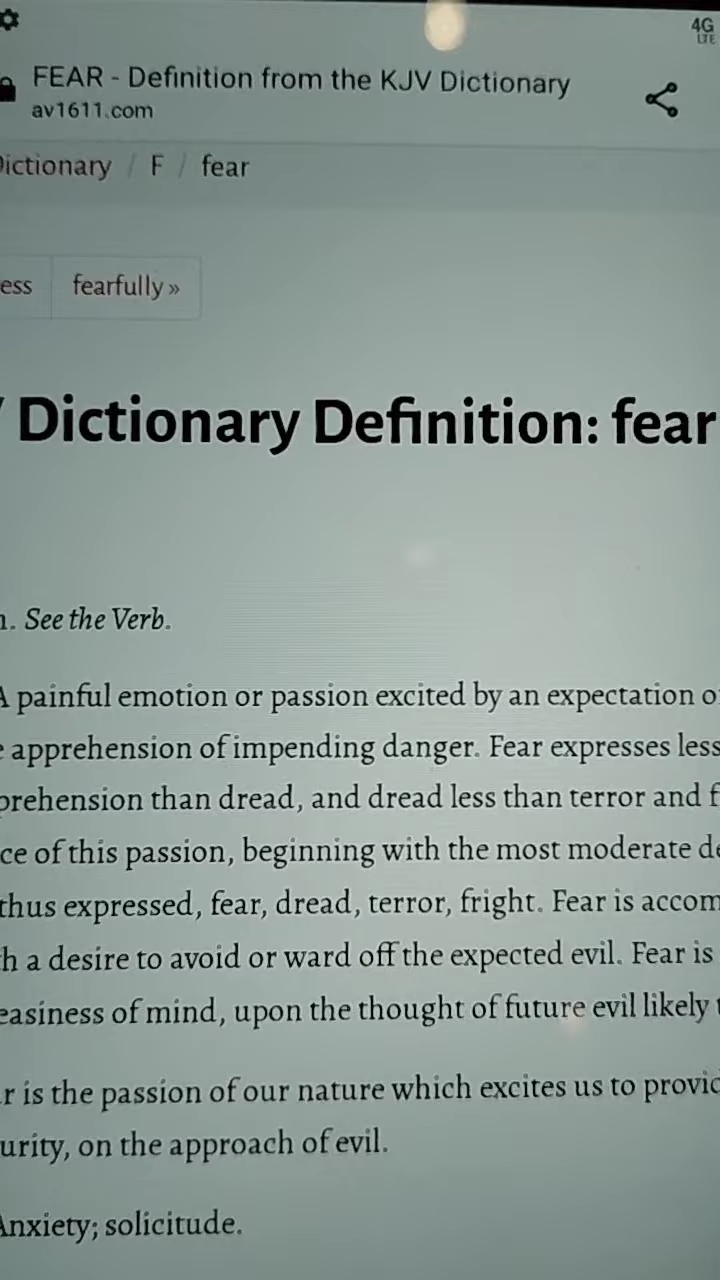 4G
LTE
FEAR - Definition from the KJV Dictionary
av1611.com
Dictionary / F / fear
ess fearfully »
Dictionary Definition: fear
n. See the Verb.
A painful emotion or passion excited by an expectation of
e apprehension of impending danger. Fear expresses less
prehension than dread, and dread less than terror and f
ce of this passion, beginning with the most moderate de
thus expressed, fear, dread, terror, fright. Fear is accom
h a desire to avoid or ward off the expected evil. Fear is
easiness of mind, upon the thought of future evil likely t
r is the passion of our nature which excites us to provid
urity, on the approach of evil.
Anxiety; solicitude.